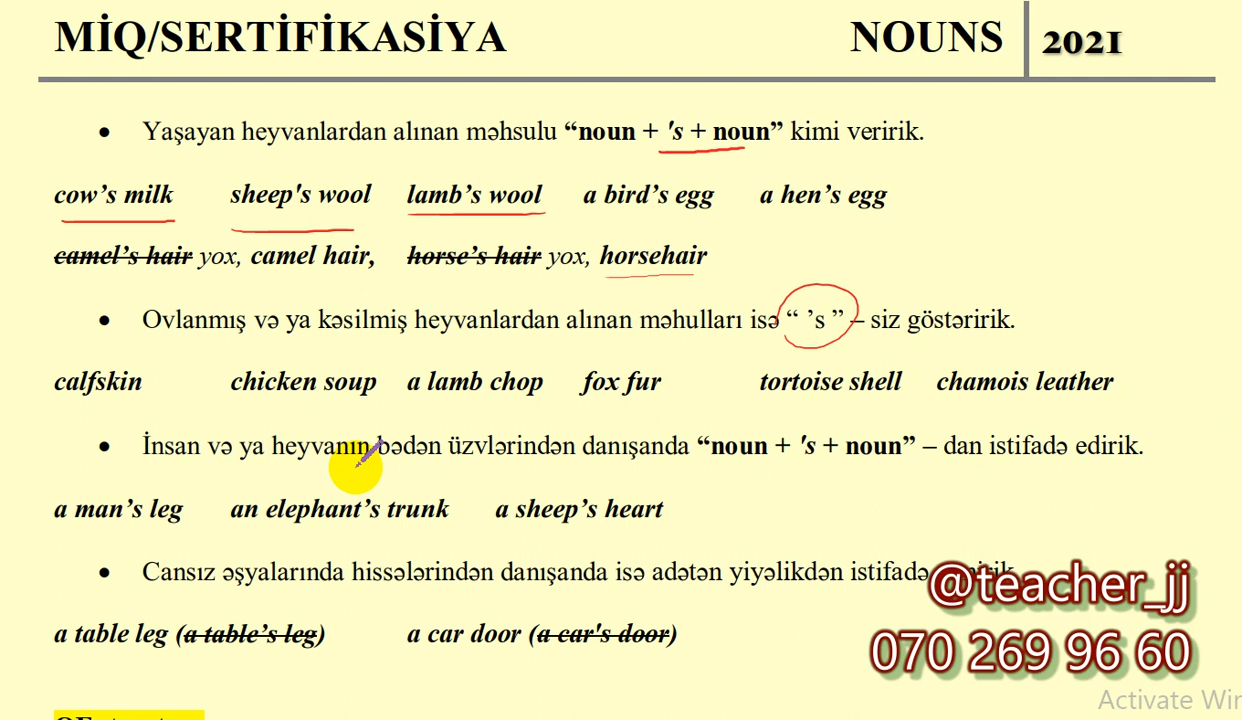 MİQ/SERTİFİKASİYA NOUNS 2021
• Yaşayan heyvanlardan alınan məhsulu “noun + 's + noun” kimi veririk.
cow’s milk sheep's wool lamb’s wool a bird’s egg a hen’s egg
camel’s hair yox, camel hair, horse’s hair yox, horsehair
• Ovlanmış və ya kəsilmiş heyvanlardan alınan məhulları isə “ ’s ” – siz göstəririk.
calfskin chicken soup a lamb chop fox fur tortoise shell chamois leather
• İnsan və ya heyvanın bədən üzvlərindən danışanda “noun + 's + noun” – dan istifadə edirik.
a man’s leg an elephant’s trunk a sheep’s heart
• Cansız əşyalarında hissələrindən danışanda isə adətən yiyəlikdən istifadə
@teacher_jj
a table leg (a table’s leg) a car door (a car's door)
070 269 96 60
Activate Wi